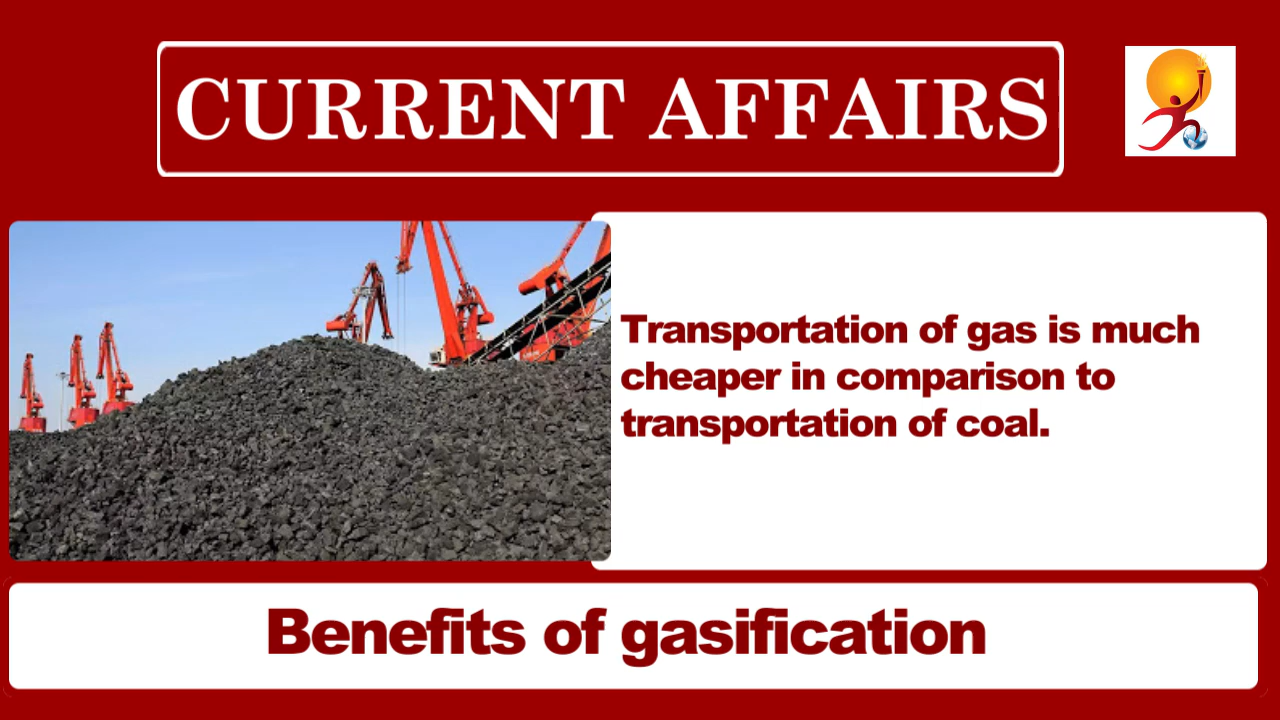 CURRENT AFFAIRS
Transportation of gas is much
cheaper in comparison to
transportation of coal.
Benefits of gasification